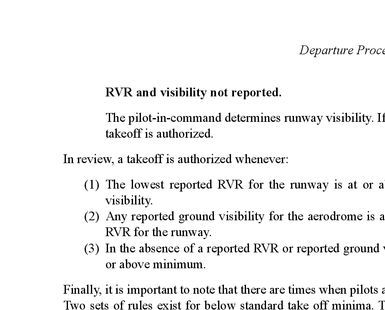 Departure Proce
RVR and visibility not reported.
The pilot-in-command determines runway visibility. If
takeoff is authorized.
In review, a takeoff is authorized whenever:
(1) The lowest reported RVR for the runway is at or a
visibility.
(2) Any reported ground visibility for the aerodrome is a
RVR for the runway.
(3) In the absence of a reported RVR or reported ground v
or above minimum.
Finally, it is important to note that there are times when pilots a
Two sets of rules exist for below standard take off minima. T